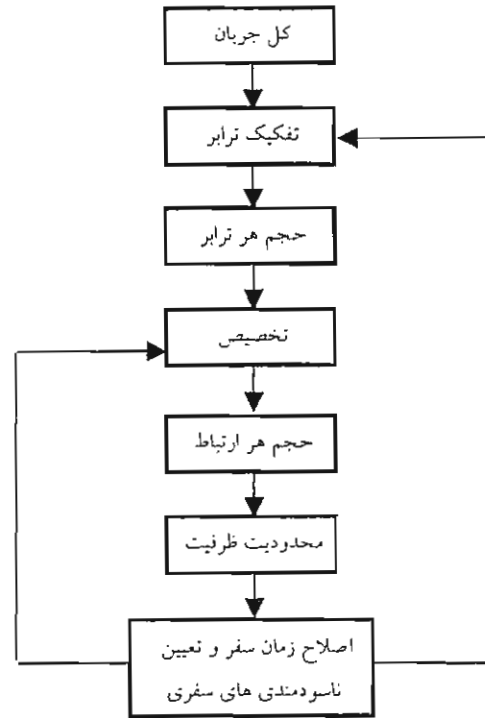 کل جریان
تفکیک ترابر
حجم هر ترابر
تخصیص
حجم هر ارتباط
محدودیت ظرفیت
اصلاح زمان سفر و تعیین
ناسودمندی های سفری